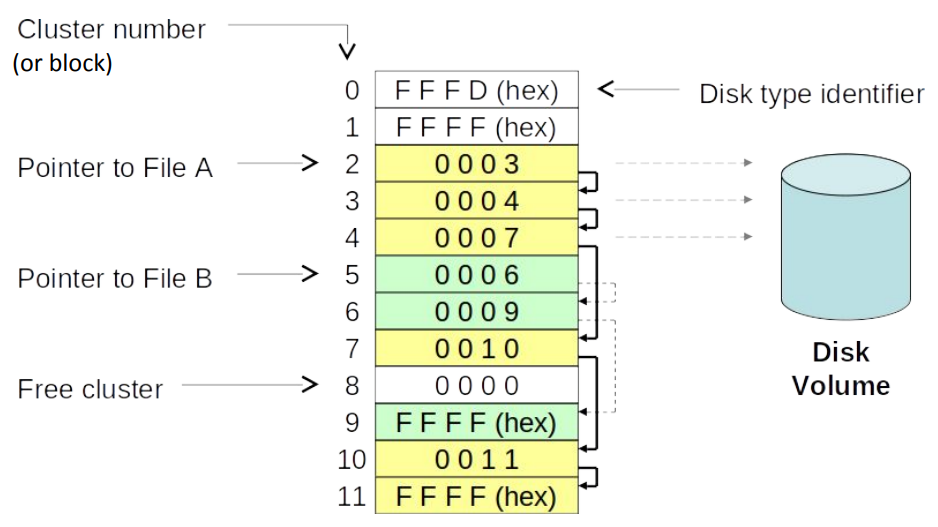 Cluster number
(or block)
0 F F F D (hex) Disk type identifier
1 F F F F (hex)
Pointer to File A 2 0 0 0 3
3 0 0 0 4
4 0 0 0 7
Pointer to File B 5 0 0 0 6
6 0 0 0 9
7 0 0 1 0
Free cluster 8 0 0 0 0
9 F F F F (hex)
10 0 0 1 1
11 F F F F (hex)
Disk
Volume